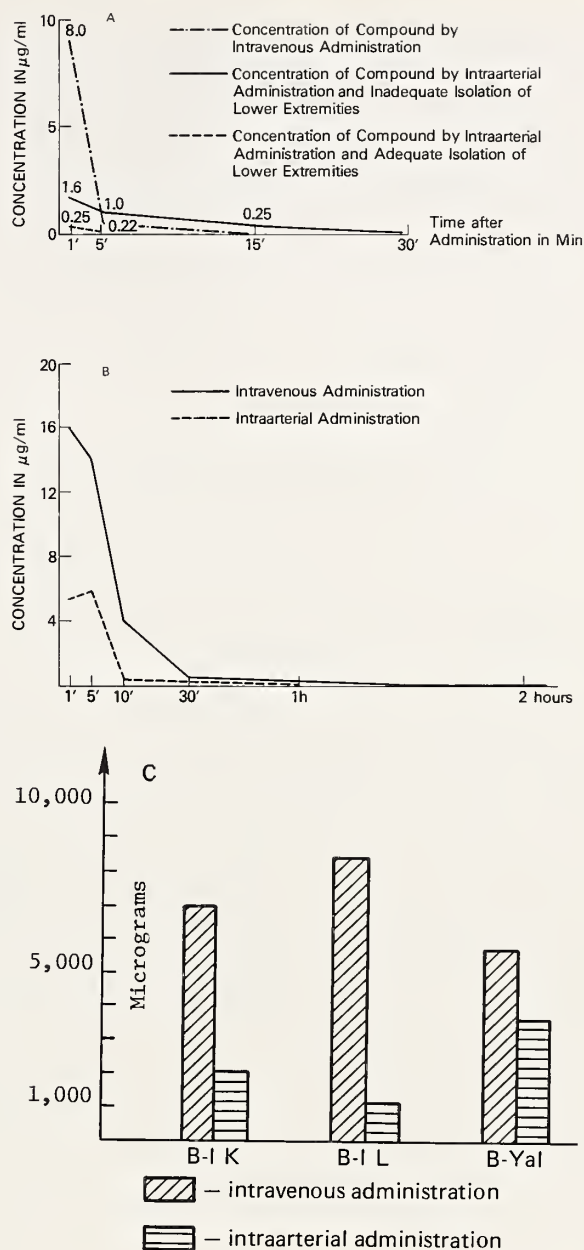 A
10
8.0
CONCENTRATION IN µg/ml
5
1.6
1.0
0.25
0.22
0.25
0
1′ 5′ 15′ 30′
Time after
Administration in Min
Concentration of Compound by
Intravenous Administration
Concentration of Compound by Intraarterial
Administration and Inadequate Isolation of
Lower Extremities
Concentration of Compound by Intraarterial
Administration and Adequate Isolation of
Lower Extremities
B
20
16
12
8
4
CONCENTRATION IN µg/ml
Intravenous Administration
Intraarterial Administration
1′ 5′ 10′ 30′ 1h 2 hours
C
10,000
5,000
1,000
Micrograms
B-I K B-I L B-Yal
– intravenous administration
– intraarterial administration